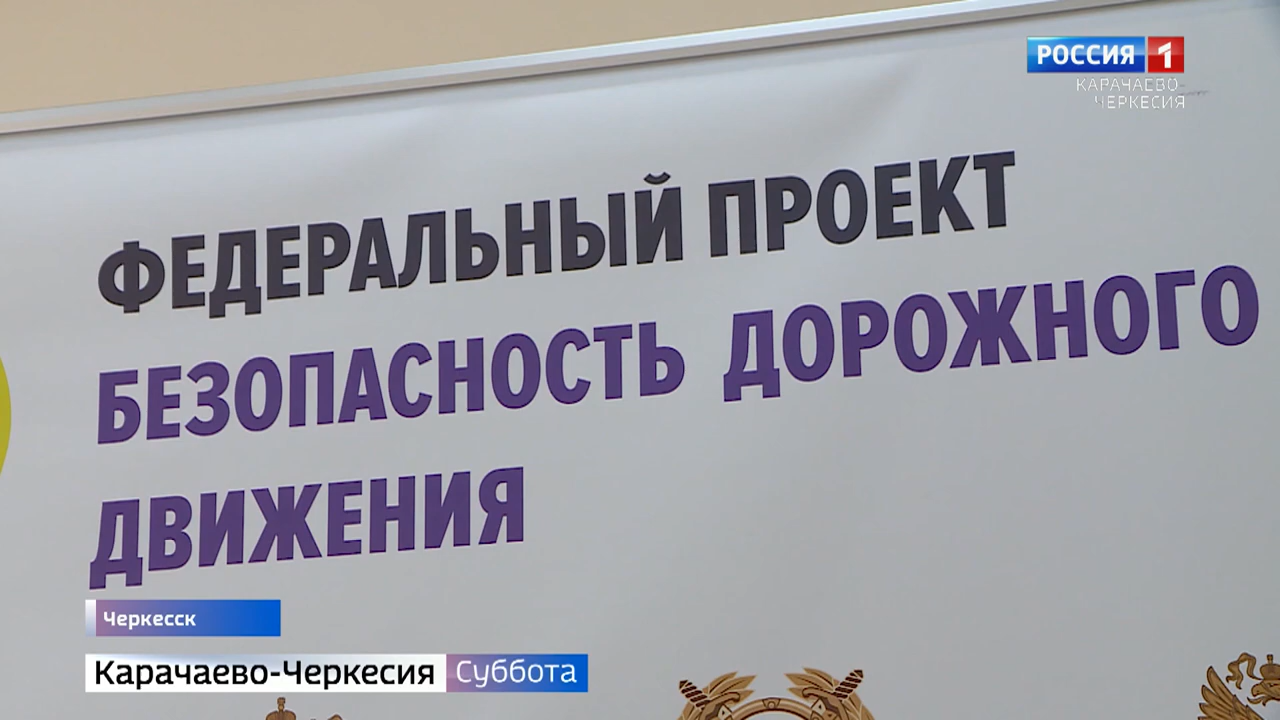 РОССИЯ 1
КАРАЧАЕВО-
ЧЕРКЕСИЯ
ФЕДЕРАЛЬНЫЙ ПРОЕКТ
БЕЗОПАСНОСТЬ ДОРОЖНОГО
ДВИЖЕНИЯ
Черкесск
Карачаево-Черкесия Суббота